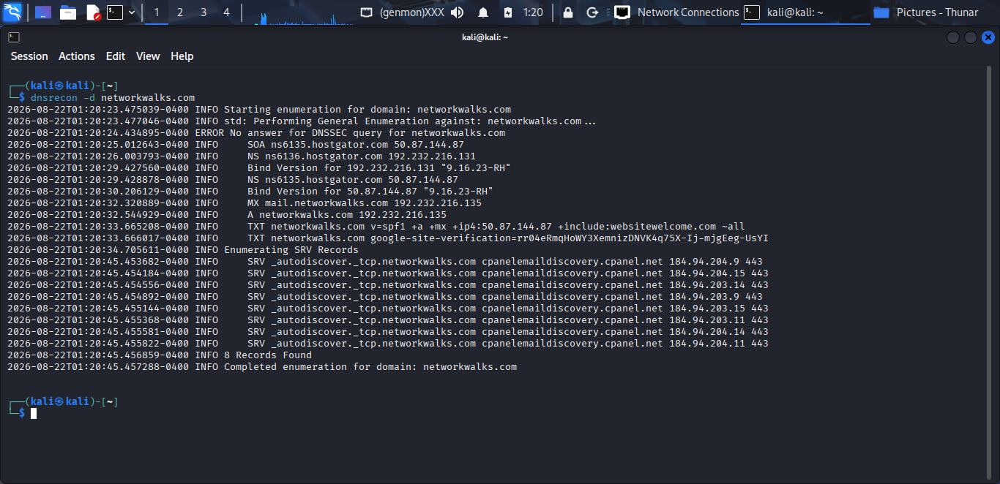 1 2 3 4 (genmon)XXX 1:20 Network Connections kali@kali: ~ Pictures - Thunar
kali@kali: ~
Session Actions Edit View Help
┌──(kali㉿kali)-[~]
└─$ dnsrecon -d networkwalks.com
2026-08-22T01:20:23.475039-0400 INFO Starting enumeration for domain: networkwalks.com
2026-08-22T01:20:23.477046-0400 INFO std: Performing General Enumeration against: networkwalks.com...
2026-08-22T01:20:24.434895-0400 ERROR No answer for DNSSEC query for networkwalks.com
2026-08-22T01:20:25.012643-0400 INFO SOA ns6135.hostgator.com 50.87.144.87
2026-08-22T01:20:26.003793-0400 INFO NS ns6136.hostgator.com 192.232.216.131
2026-08-22T01:20:29.427560-0400 INFO Bind Version for 192.232.216.131 "9.16.23-RH"
2026-08-22T01:20:29.428878-0400 INFO NS ns6135.hostgator.com 50.87.144.87
2026-08-22T01:20:30.206129-0400 INFO Bind Version for 50.87.144.87 "9.16.23-RH"
2026-08-22T01:20:32.320889-0400 INFO MX mail.networkwalks.com 192.232.216.135
2026-08-22T01:20:32.544929-0400 INFO A networkwalks.com 192.232.216.135
2026-08-22T01:20:33.665208-0400 INFO TXT networkwalks.com v=spf1 +a +mx +ip4:50.87.144.87 +include:websitewelcome.com ~all
2026-08-22T01:20:33.666017-0400 INFO TXT networkwalks.com google-site-verification=rr04eRmqHoWY3XemnizDNVK4q75X-Ij-mjgEeg-UsYI
2026-08-22T01:20:34.705611-0400 INFO Enumerating SRV Records
2026-08-22T01:20:45.453682-0400 INFO SRV _autodiscover._tcp.networkwalks.com cpanelemaildiscovery.cpanel.net 184.94.204.9 443
2026-08-22T01:20:45.454184-0400 INFO SRV _autodiscover._tcp.networkwalks.com cpanelemaildiscovery.cpanel.net 184.94.204.15 443
2026-08-22T01:20:45.454556-0400 INFO SRV _autodiscover._tcp.networkwalks.com cpanelemaildiscovery.cpanel.net 184.94.203.14 443
2026-08-22T01:20:45.454892-0400 INFO SRV _autodiscover._tcp.networkwalks.com cpanelemaildiscovery.cpanel.net 184.94.203.9 443
2026-08-22T01:20:45.455144-0400 INFO SRV _autodiscover._tcp.networkwalks.com cpanelemaildiscovery.cpanel.net 184.94.203.15 443
2026-08-22T01:20:45.455368-0400 INFO SRV _autodiscover._tcp.networkwalks.com cpanelemaildiscovery.cpanel.net 184.94.203.11 443
2026-08-22T01:20:45.455581-0400 INFO SRV _autodiscover._tcp.networkwalks.com cpanelemaildiscovery.cpanel.net 184.94.204.14 443
2026-08-22T01:20:45.455822-0400 INFO SRV _autodiscover._tcp.networkwalks.com cpanelemaildiscovery.cpanel.net 184.94.204.11 443
2026-08-22T01:20:45.456859-0400 INFO 8 Records Found
2026-08-22T01:20:45.457288-0400 INFO Completed enumeration for domain: networkwalks.com
┌──(kali㉿kali)-[~]
└─$